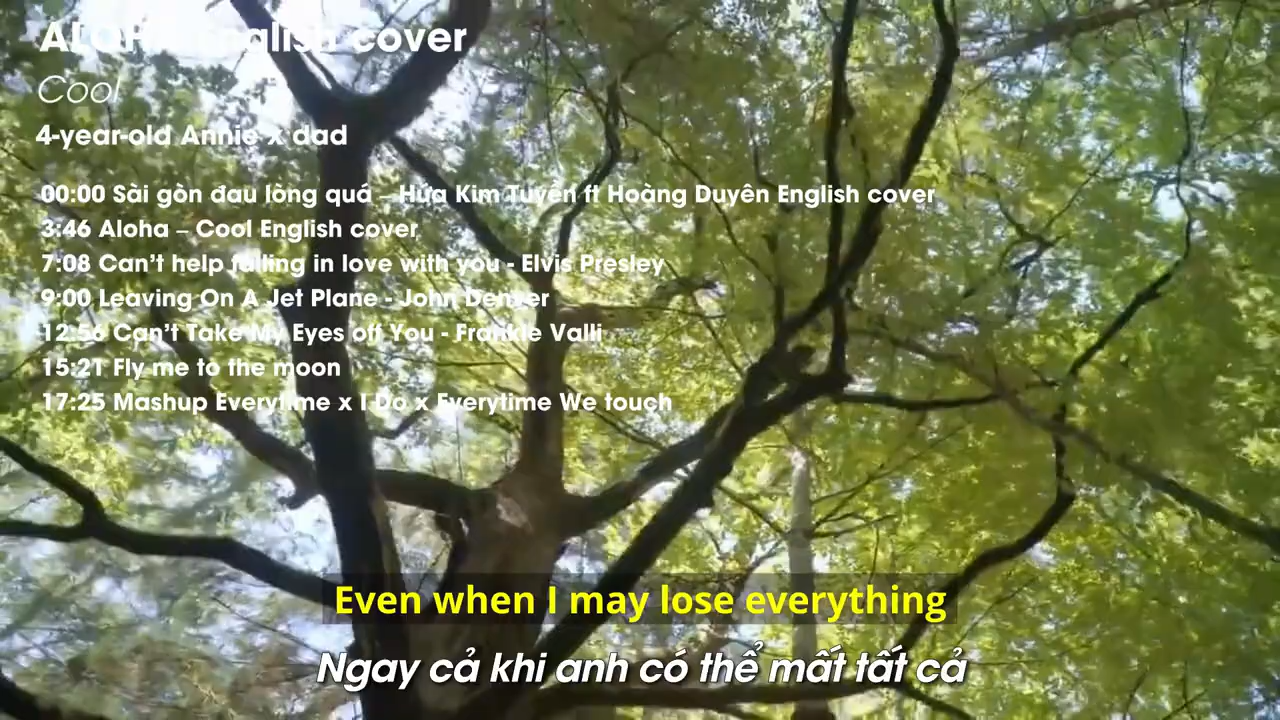 ALOHA English cover
Cool
4-year-old Annie x dad
00:00 Sài gòn đau lòng quá – Hứa Kim Tuyền ft Hoàng Duyên English cover
3:46 Aloha – Cool English cover
7:08 Can’t help falling in love with you - Elvis Presley
9:00 Leaving On A Jet Plane - John Denver
12:56 Can’t Take My Eyes off You - Frankie Valli
15:21 Fly me to the moon
17:25 Mashup Everytime x I Do x Everytime We touch
Even when I may lose everything
Ngay cả khi anh có thể mất tất cả